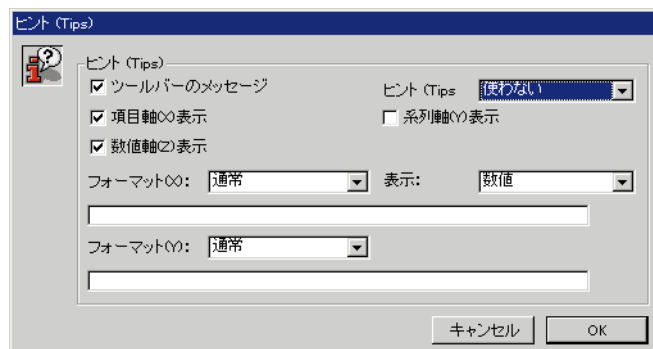 ヒント (Tips)
ヒント (Tips)
ツールバーのメッセージ
ヒント (Tips
使わない
項目軸(X)表示
系列軸(Y)表示
数値軸(Z)表示
フォーマット(X):
通常
表示:
数値
フォーマット(Y):
通常
キャンセル
OK